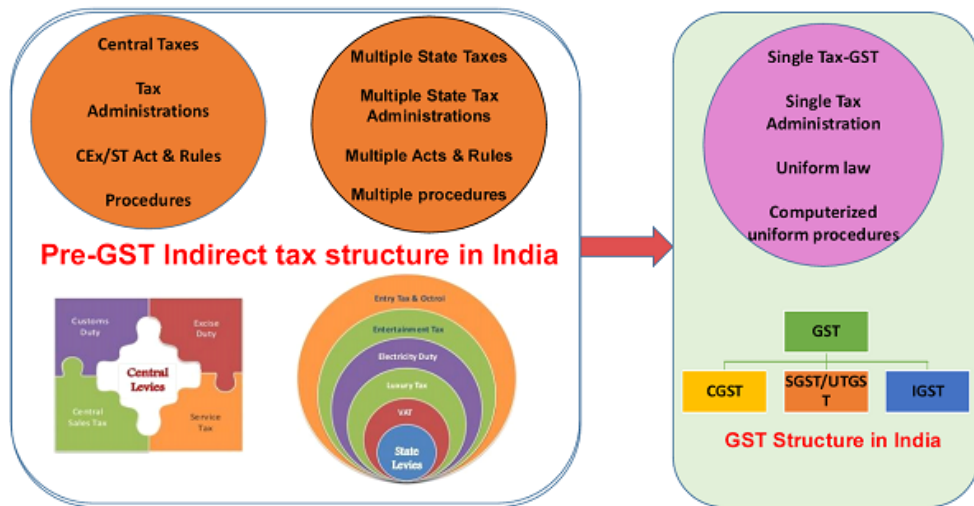 Central Taxes
Tax
Administrations
CEx/ST Act & Rules
Procedures
Multiple State Taxes
Multiple State Tax
Administrations
Multiple Acts & Rules
Multiple procedures
Pre-GST Indirect tax structure in India
Customs
Duty
Excise
Duty
Central
Levies
Central
Sales Tax
Service
Tax
Entry Tax & Octroi
Entertainment Tax
Electricity Duty
Luxury Tax
VAT
State
Levies
Single Tax-GST
Single Tax
Administration
Uniform law
Computerized
uniform procedures
GST
CGST
SGST/UTGS
T
IGST
GST Structure in India